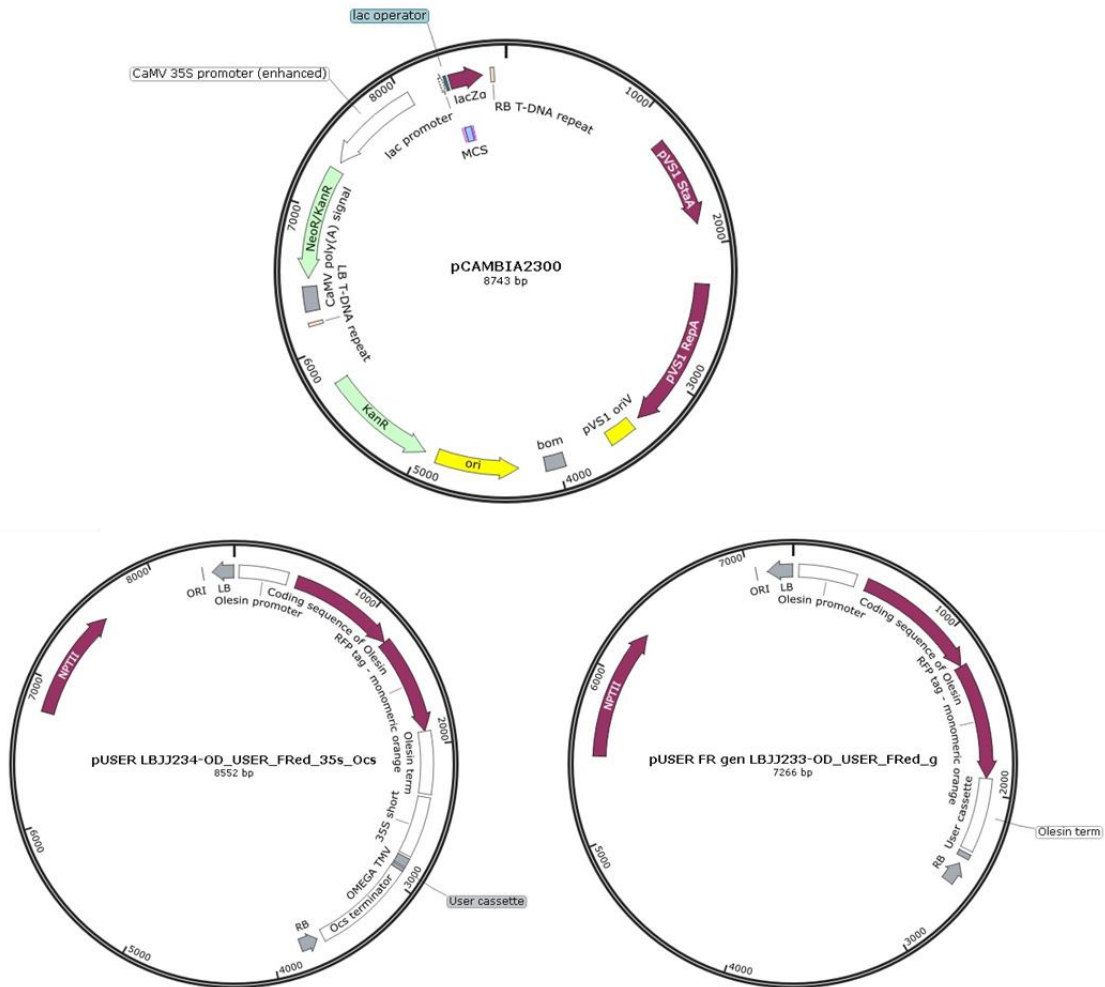 lac operator
CaMV 35S promoter (enhanced)
8000
lac promoter
lacZα
RB T-DNA repeat
MCS
1000
pVS1 StaA
2000
7000
NeoR/KanR
CaMV poly(A) signal
LB T-DNA repeat
pCAMBIA2300
8743 bp
pVS1 RepA
3000
6000
KanR
pVS1 oriV
bom
ori
5000
4000
8000
ORI
LB
Olesin promoter
Coding sequence of Olesin
1000
RFP tag - monomeric orange
NPTII
7000
2000
pUSER LBJJ234-OD_USER_FRed_35s_Ocs
8552 bp
Olesin term
35S short
OMEGA TMV
3000
User cassette
Ocs terminator
RB
6000
5000
4000
7000
ORI
LB
Olesin promoter
Coding sequence of Olesin
1000
RFP tag - monomeric orange
NPTII
6000
pUSER FR gen LBJJ233-OD_USER_FRed_g
7266 bp
2000
User cassette
Olesin term
RB
5000
3000
4000